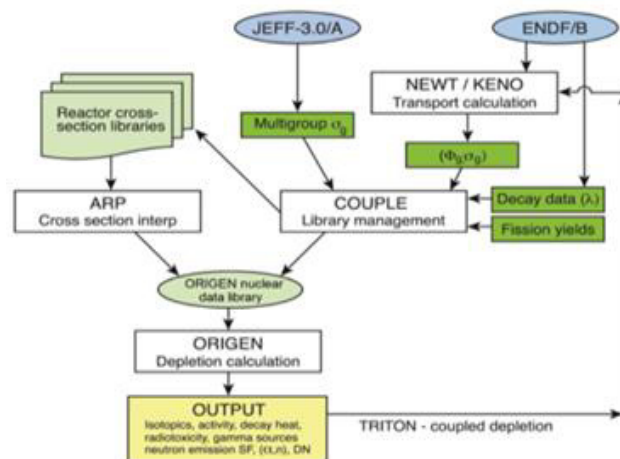 JEFF-3.0/A
ENDF/B
NEWT / KENO
Transport calculation
Reactor cross-
section libraries
Multigroup σg
(Φgσg)
ARP
Cross section interp
COUPLE
Library management
Decay data (λ)
Fission yields
ORIGEN nuclear
data library
ORIGEN
Depletion calculation
OUTPUT
Isotopics, activity, decay heat,
radiotoxicity, gamma sources
neutron emission SF, (α,n), DN
TRITON - coupled depletion